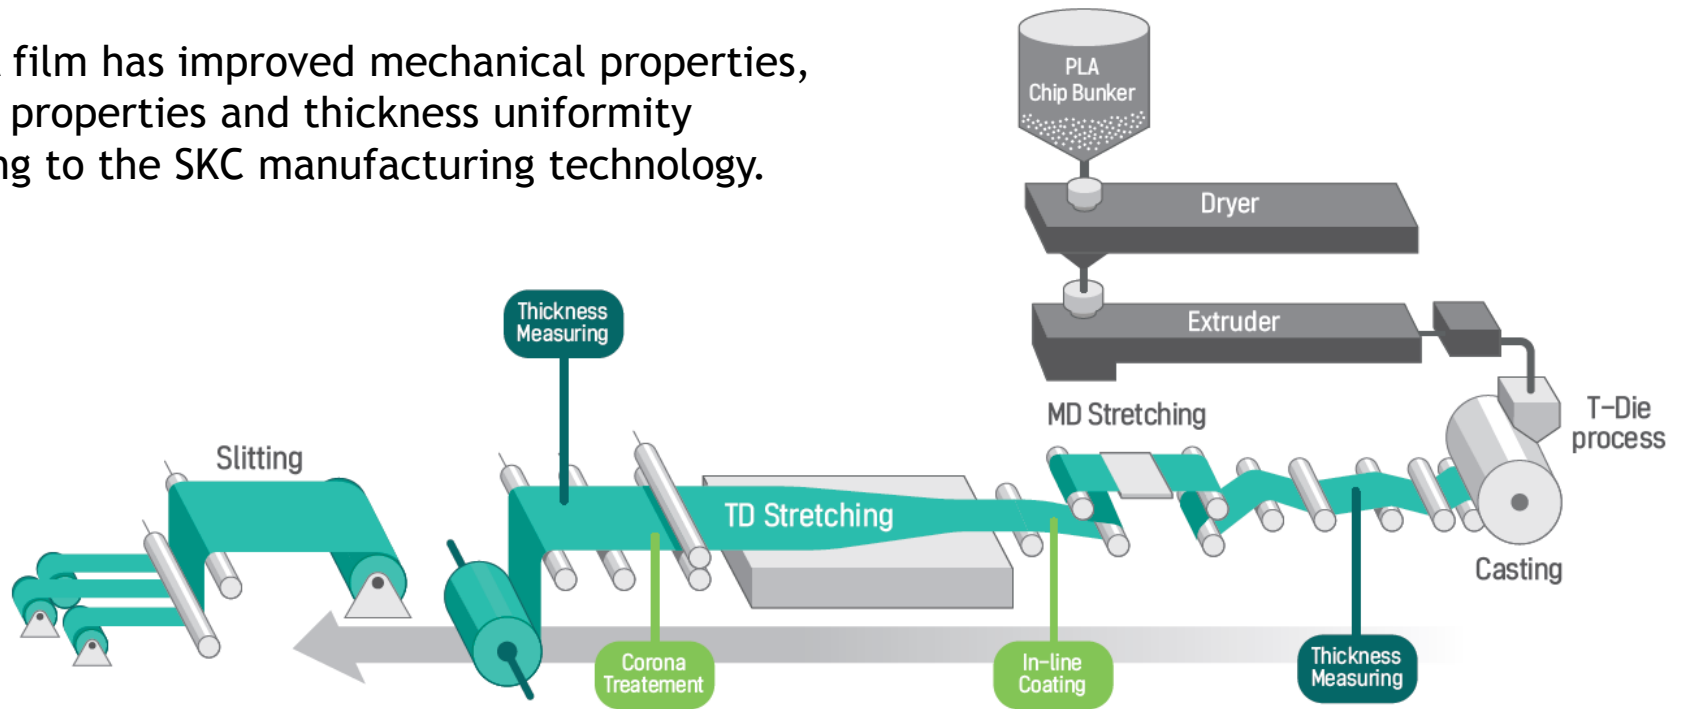 film has improved mechanical properties,
properties and thickness uniformity
to the SKC manufacturing technology.
PLA
Chip Bunker
Dryer
Extruder
T-Die
process
MD Stretching
Casting
Thickness
Measuring
TD Stretching
Slitting
Corona
Treatement
In-line
Coating
Thickness
Measuring